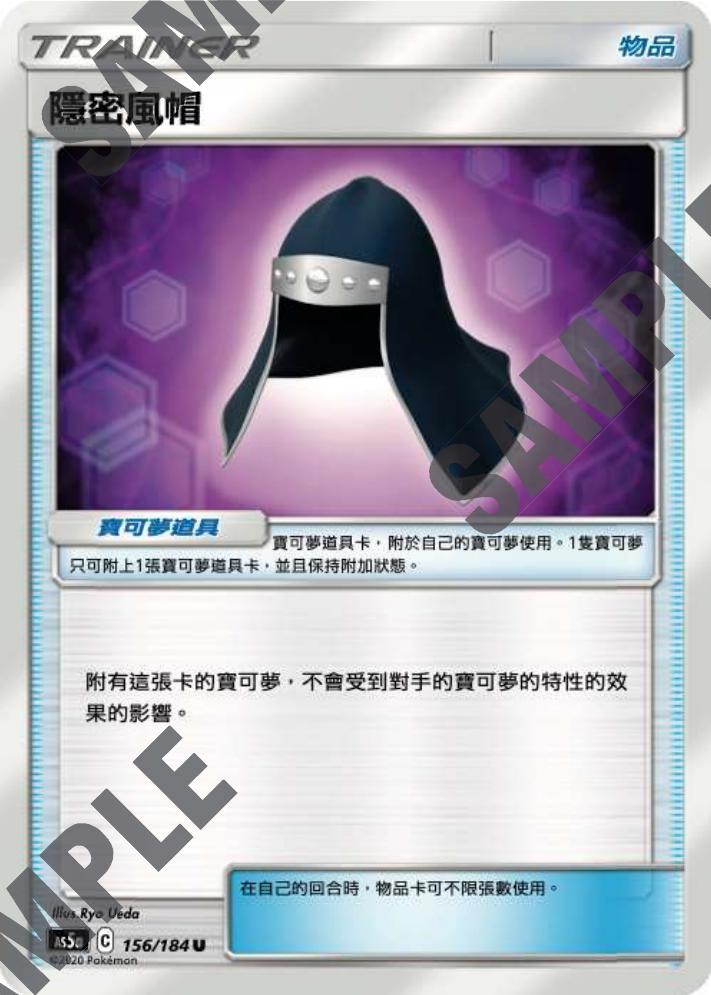 TRAINER
物品
隱密風帽
寶可夢道具
寶可夢道具卡，附於自己的寶可夢使用。1隻寶可夢
只可附上1張寶可夢道具卡，並且保持附加狀態。
附有這張卡的寶可夢，不會受到對手的寶可夢的特性的效
果的影響。
在自己的回合時，物品卡可不限張數使用。
Illus.Ryo Ueda
C 156/184 U
©2020 Pokémon
SAMPLE
SAMPLE